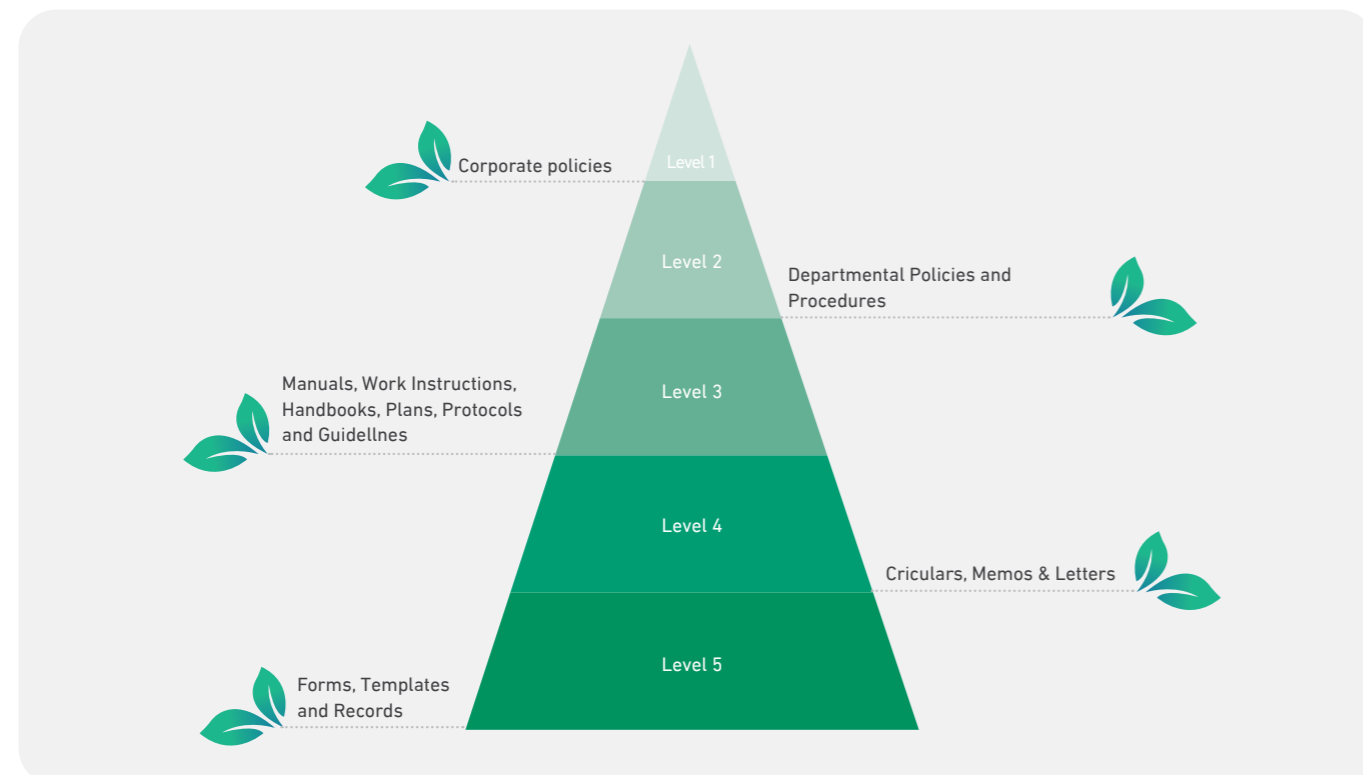 Level 1
Corporate policies
Level 2
Departmental Policies and
Procedures
Level 3
Manuals, Work Instructions,
Handbooks, Plans, Protocols
and Guidellnes
Level 4
Criculars, Memos & Letters
Level 5
Forms, Templates
and Records